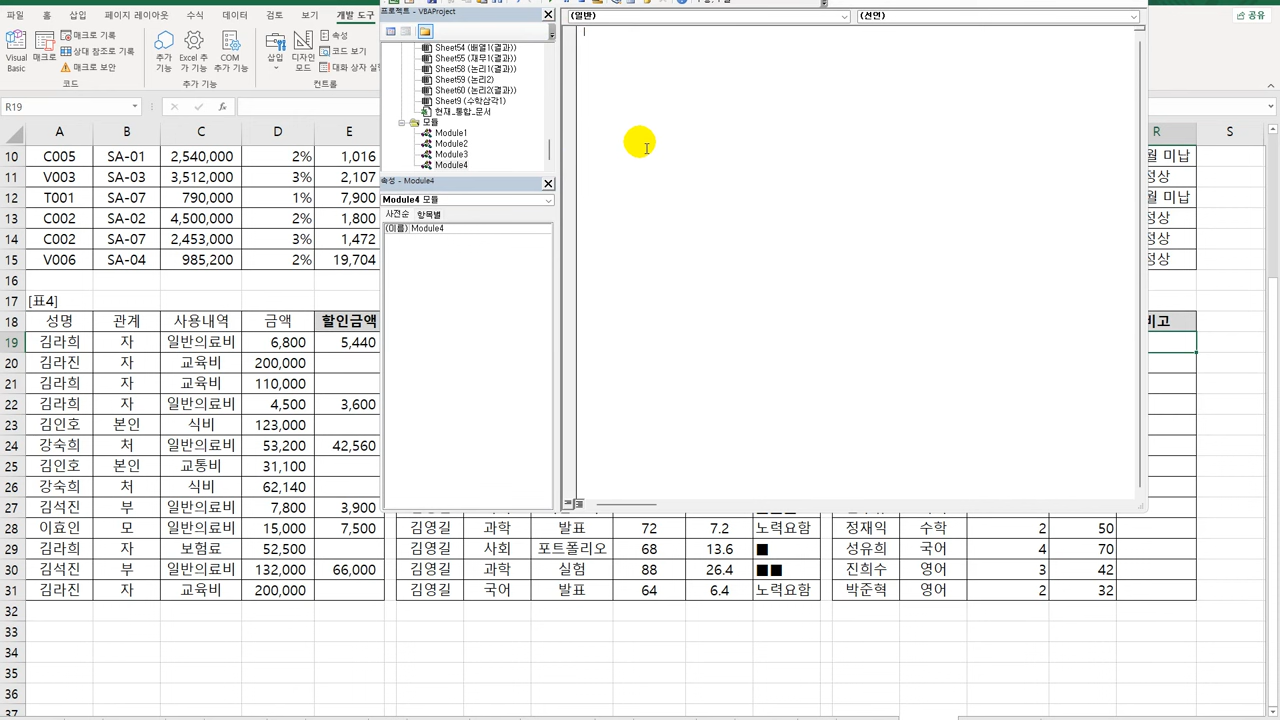 프로젝트 - VBAProject
(일반) (선언)
파일 홈 삽입 페이지 레이아웃 수식 데이터 검토 보기 개발 도구 공유
Visual Basic 매크로 매크로 기록 상대 참조로 기록 매크로 보안 추가 기능 Excel 추가 기능 COM 추가 기능 삽입 디자인 모드 속성 코드 보기 대화 상자 실행
코드 추가 기능 컨트롤
Sheet54 (배열1(결과))
Sheet55 (재무1(결과))
Sheet59 (논리2)
Sheet60 (논리2(결과))
Sheet9 (수학삼각1)
현재_통합_문서
모듈
Module1
Module2
Module3
Module4
속성 - Module4
Module4 모듈
사전순 항목별
(이름) Module4
R19 fx
A B C D E R S
10 C005 SA-01 2,540,000 2% 1,016 월 미납
11 V003 SA-03 3,512,000 3% 2,107 정상
12 T001 SA-07 790,000 1% 7,900 월 미납
13 C002 SA-02 4,500,000 2% 1,800 정상
14 C002 SA-07 2,453,000 3% 1,472 정상
15 V006 SA-04 985,200 2% 19,704 정상
16
17 [표4]
18 성명 관계 사용내역 금액 할인금액 비고
19 김라희 자 일반의료비 6,800 5,440
20 김라진 자 교육비 200,000
21 김라희 자 교육비 110,000
22 김라희 자 일반의료비 4,500 3,600
23 김인호 본인 식비 123,000
24 강숙희 처 일반의료비 53,200 42,560
25 김인호 본인 교통비 31,100
26 강숙희 처 식비 62,140
27 김석진 부 일반의료비 7,800 3,900
28 이효인 모 일반의료비 15,000 7,500 김영길 과학 발표 72 7.2 노력요함 정재익 수학 2 50
29 김라희 자 보험료 52,500 김영길 사회 포트폴리오 68 13.6 ■ 성유희 국어 4 70
30 김석진 부 일반의료비 132,000 66,000 김영길 과학 실험 88 26.4 ■■ 진희수 영어 3 42
31 김라진 자 교육비 200,000 김영길 국어 발표 64 6.4 노력요함 박준혁 영어 2 32
32
33
34
35
36
37